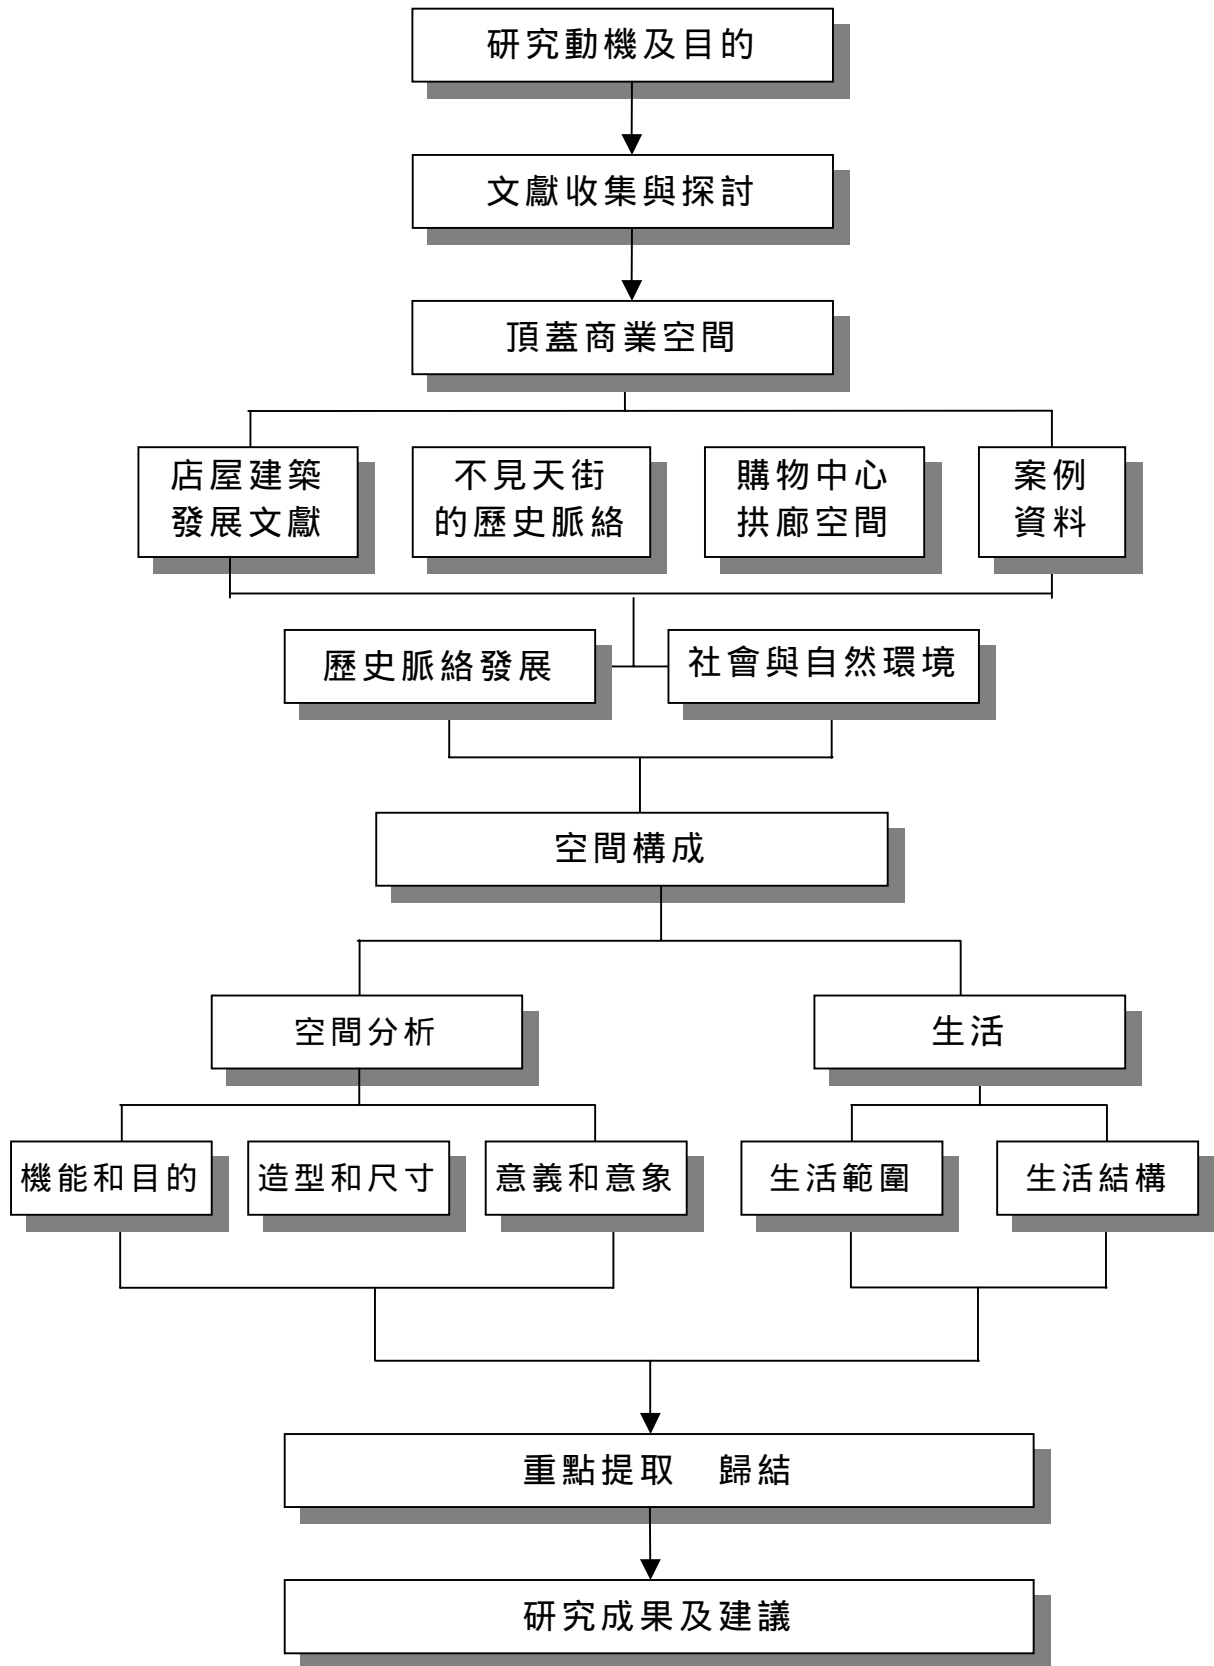 研究動機及目的
文獻收集與探討
頂蓋商業空間
店屋建築
發展文獻
不見天街
的歷史脈絡
購物中心
拱廊空間
案例
資料
歷史脈絡發展
社會與自然環境
空間構成
空間分析
生活
機能和目的
造型和尺寸
意義和意象
生活範圍
生活結構
重點提取　歸結
研究成果及建議